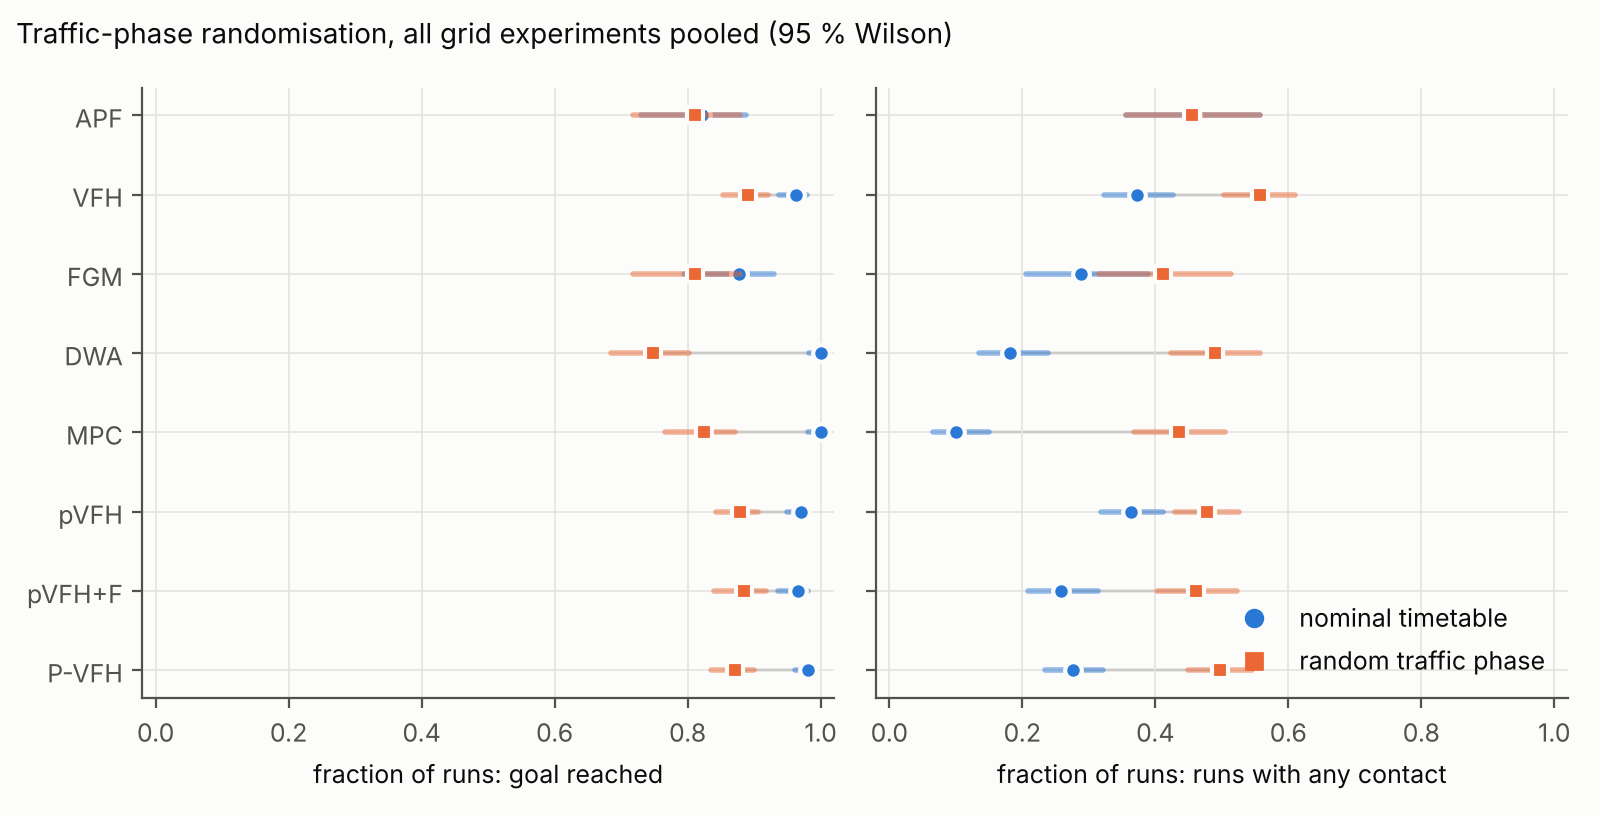 Traffic-phase randomisation, all grid experiments pooled (95 % Wilson)
APF
VFH
FGM
DWA
MPC
pVFH
pVFH+F
P-VFH
0.0 0.2 0.4 0.6 0.8 1.0
fraction of runs: goal reached
nominal timetable
random traffic phase
0.0 0.2 0.4 0.6 0.8 1.0
fraction of runs: runs with any contact